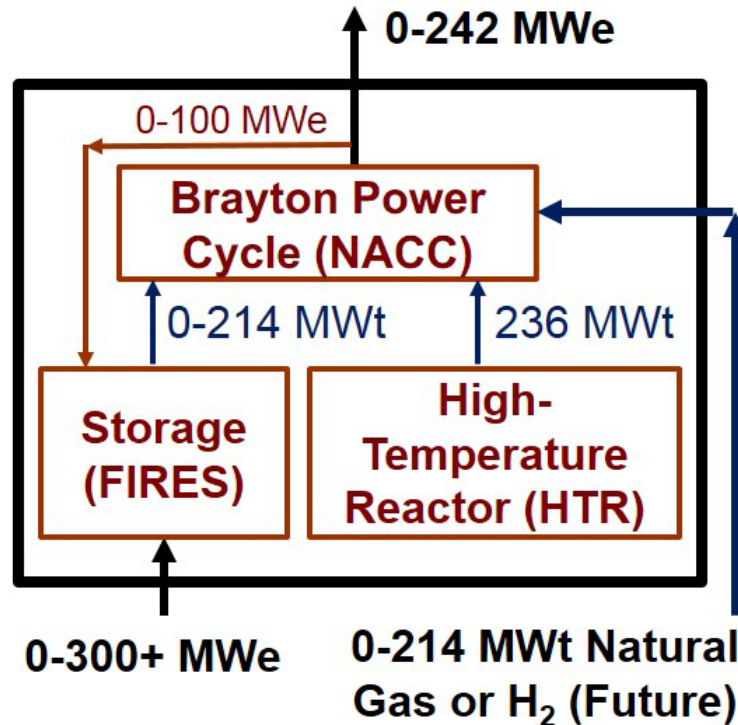 0-242 MWe
0-100 MWe
Brayton Power
Cycle (NACC)
0-214 MWt
236 MWt
Storage
(FIRES)
High-
Temperature
Reactor (HTR)
0-300+ MWe
0-214 MWt Natural
Gas or H₂ (Future)